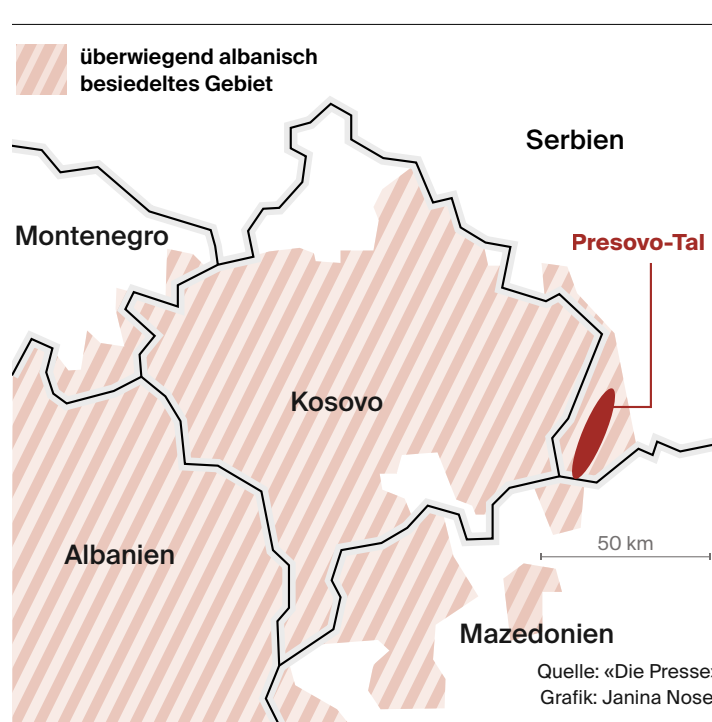 überwiegend albanisch
besiedeltes Gebiet
Serbien
Montenegro
Presovo-Tal
Kosovo
Albanien
50 km
Mazedonien
Quelle: «Die Presse»
Grafik: Janina Nose